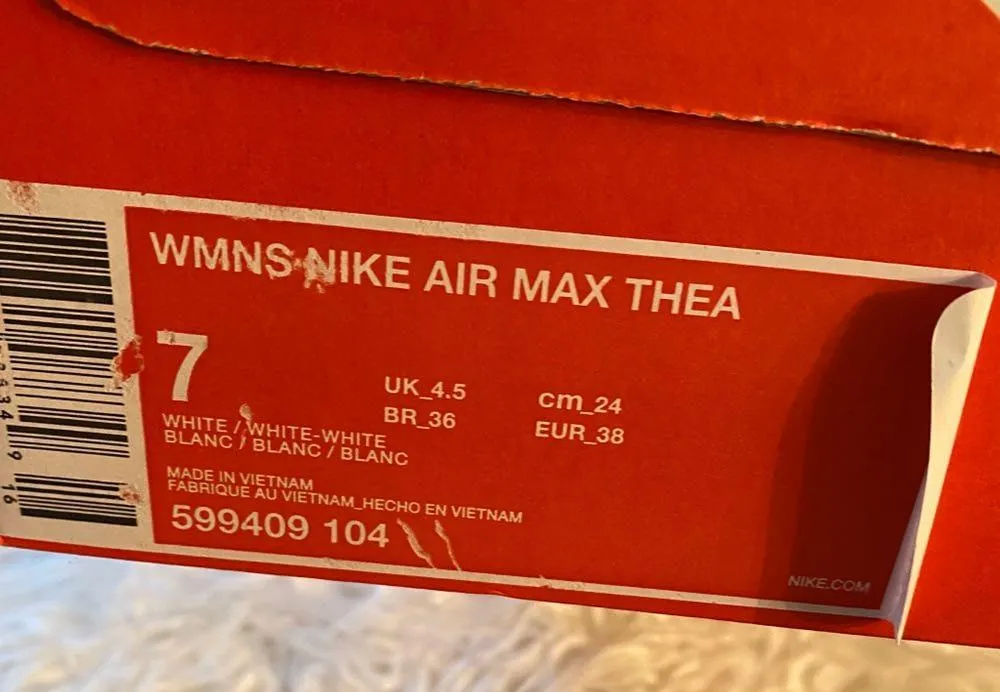 WMNS NIKE AIR MAX THEA
7
UK_4.5 cm_24
BR_36 EUR_38
WHITE / WHITE-WHITE
BLANC / BLANC / BLANC
MADE IN VIETNAM
FABRIQUE AU VIETNAM_HECHO EN VIETNAM
599409 104
NIKE.COM